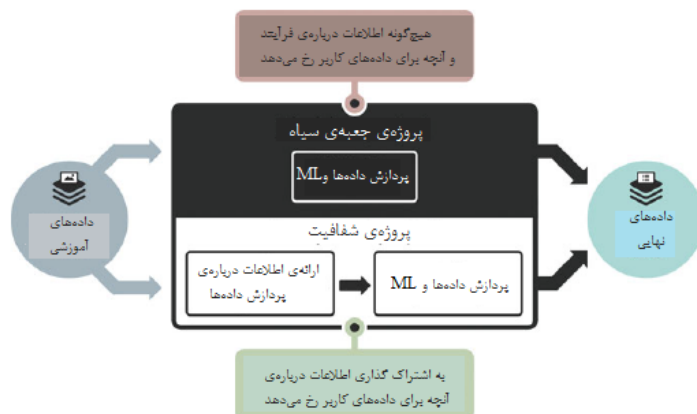 هیچ‌گونه اطلاعات درباره‌ی فرآیند
و آنچه برای داده‌های کاربر رخ می‌دهد
پروژه‌ی جعبه‌ی سیاه
پردازش داده‌ها وML
داده‌های
آموزشی
داده‌های
نهایی
پروژه‌ی شفافیت
ارائه‌ی اطلاعات درباره‌ی
پردازش داده‌ها
پردازش داده‌ها و ML
به اشتراک گذاری اطلاعات درباره‌ی
آنچه برای داده‌های کاربر رخ می‌دهد